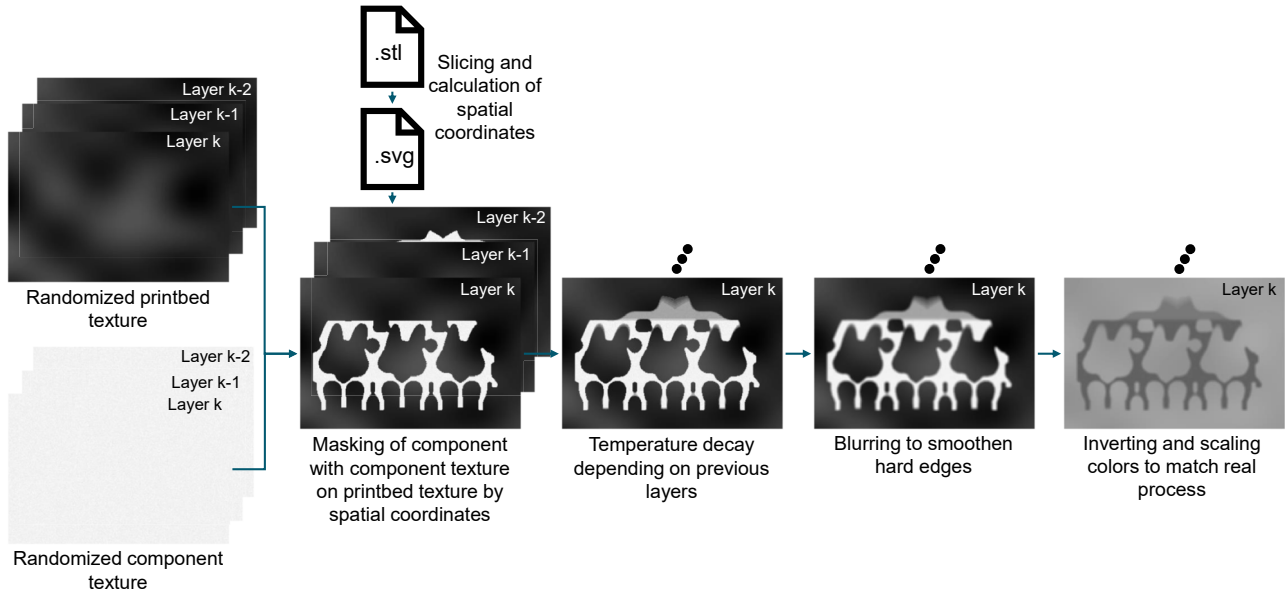 .stl
Slicing and
calculation of
spatial
coordinates
.svg
Layer k-2
Layer k-1
Layer k
Randomized printbed
texture
Layer k-2
Layer k-1
Layer k
Randomized component
texture
Layer k-2
Layer k-1
Layer k
Masking of component
with component texture
on printbed texture by
spatial coordinates
Layer k
Temperature decay
depending on previous
layers
Layer k
Blurring to smoothen
hard edges
Layer k
Inverting and scaling
colors to match real
process